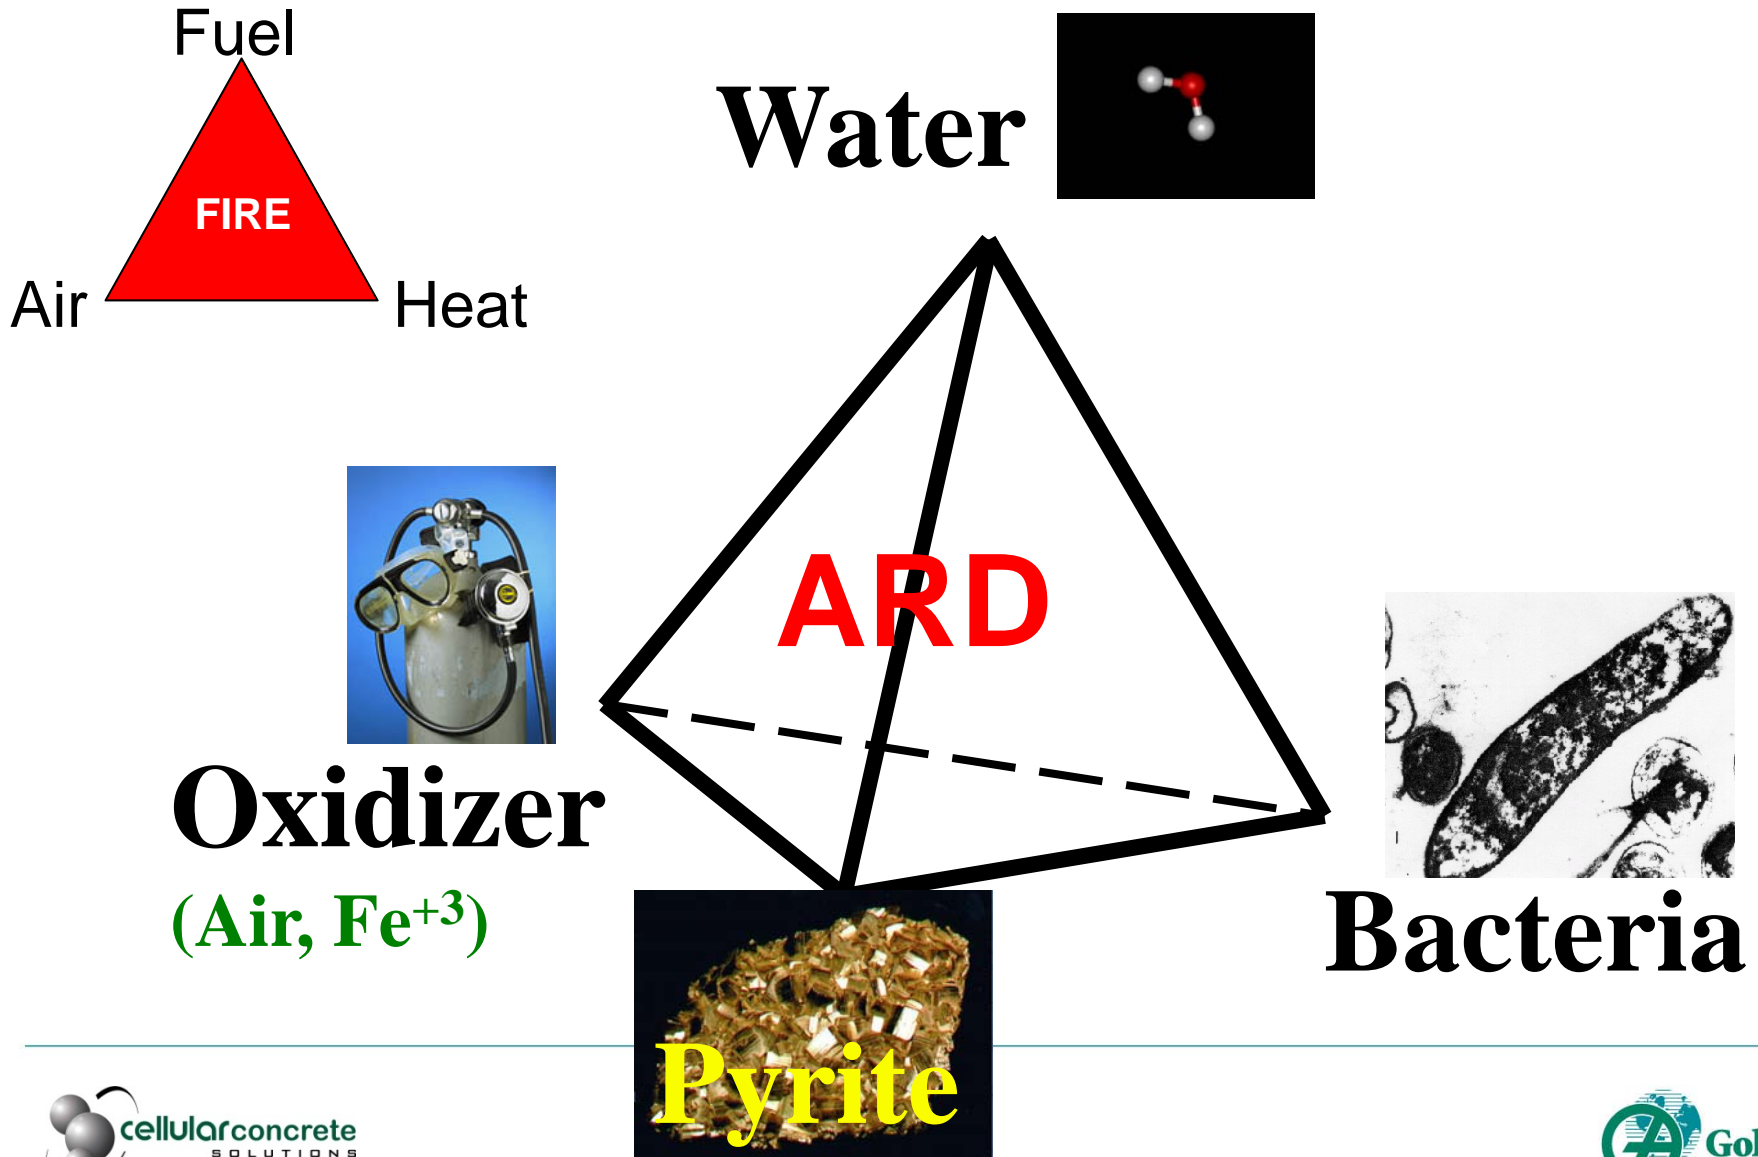 Fuel
FIRE
Air
Heat
Water
ARD
Oxidizer
(Air, Fe+3)
Bacteria
Pyrite
cellularconcrete
SOLUTIONS